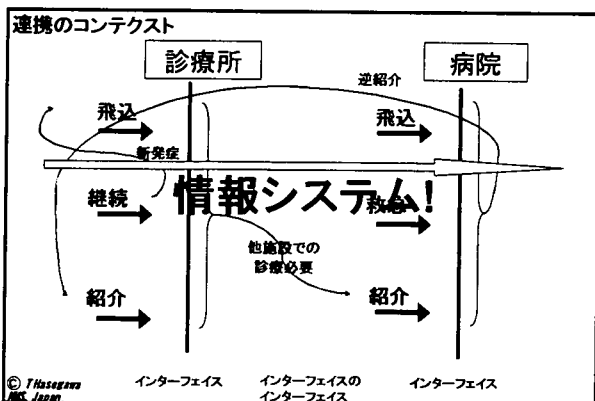 連携のコンテクスト
診療所
病院
逆紹介
飛込
飛込
新発症
情報システム!
継続
救急
他施設での
診療必要
紹介
紹介
© T Hasegawa
NMS, Japan
インターフェイス
インターフェイスの
インターフェイス
インターフェイス